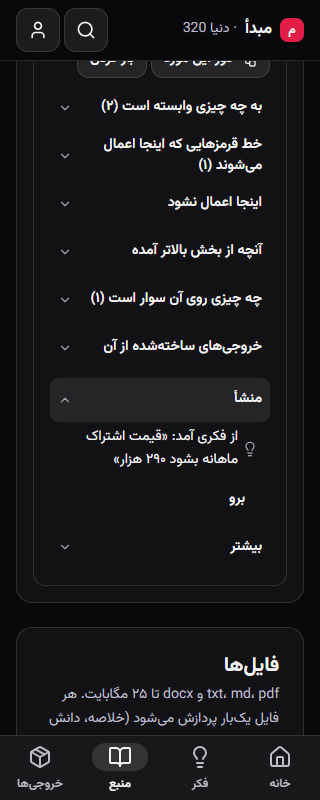 م مبدأ · دنیا 320
به چه چیزی وابسته است (۲)
خط قرمزهایی که اینجا اعمال
می‌شوند (۱)
اینجا اعمال نشود
آنچه از بخش بالاتر آمده
چه چیزی روی آن سوار است (۱)
خروجی‌های ساخته‌شده از آن
منشأ
از فکری آمد: «قیمت اشتراک
ماهانه بشود ۲۹۰ هزار»
برو
بیشتر
فایل‌ها
txt، md، pdf و docx تا ۲۵ مگابایت. هر
فایل یک‌بار پردازش می‌شود (خلاصه، دانش
خانه
فکر
منبع
خروجی‌ها